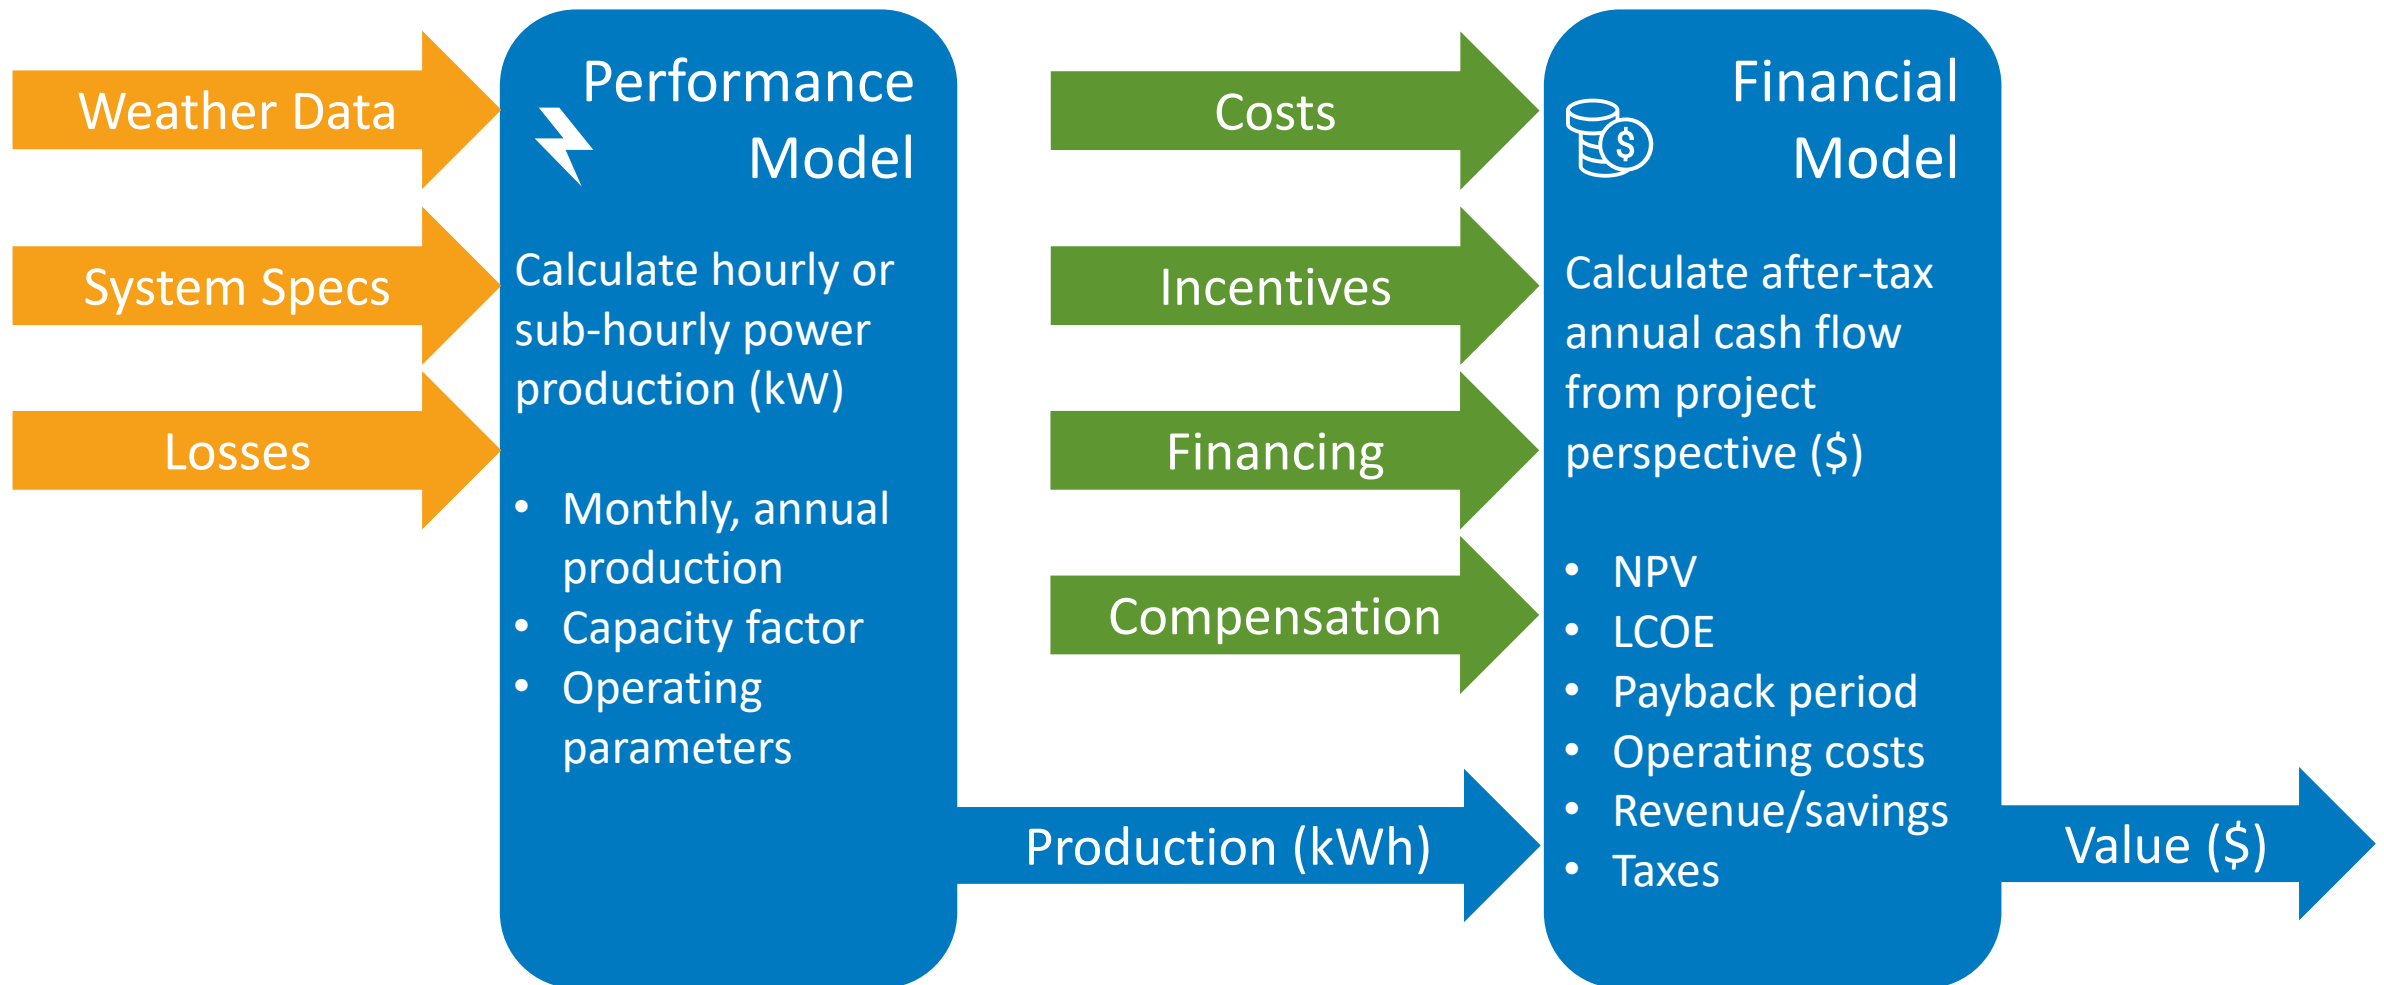 Weather Data
System Specs
Losses
Performance
Model
Calculate hourly or
sub-hourly power
production (kW)
• Monthly, annual
production
• Capacity factor
• Operating
parameters
Costs
Incentives
Financing
Compensation
Production (kWh)
$
Financial
Model
Calculate after-tax
annual cash flow
from project
perspective ($)
• NPV
• LCOE
• Payback period
• Operating costs
• Revenue/savings
• Taxes
Value ($)